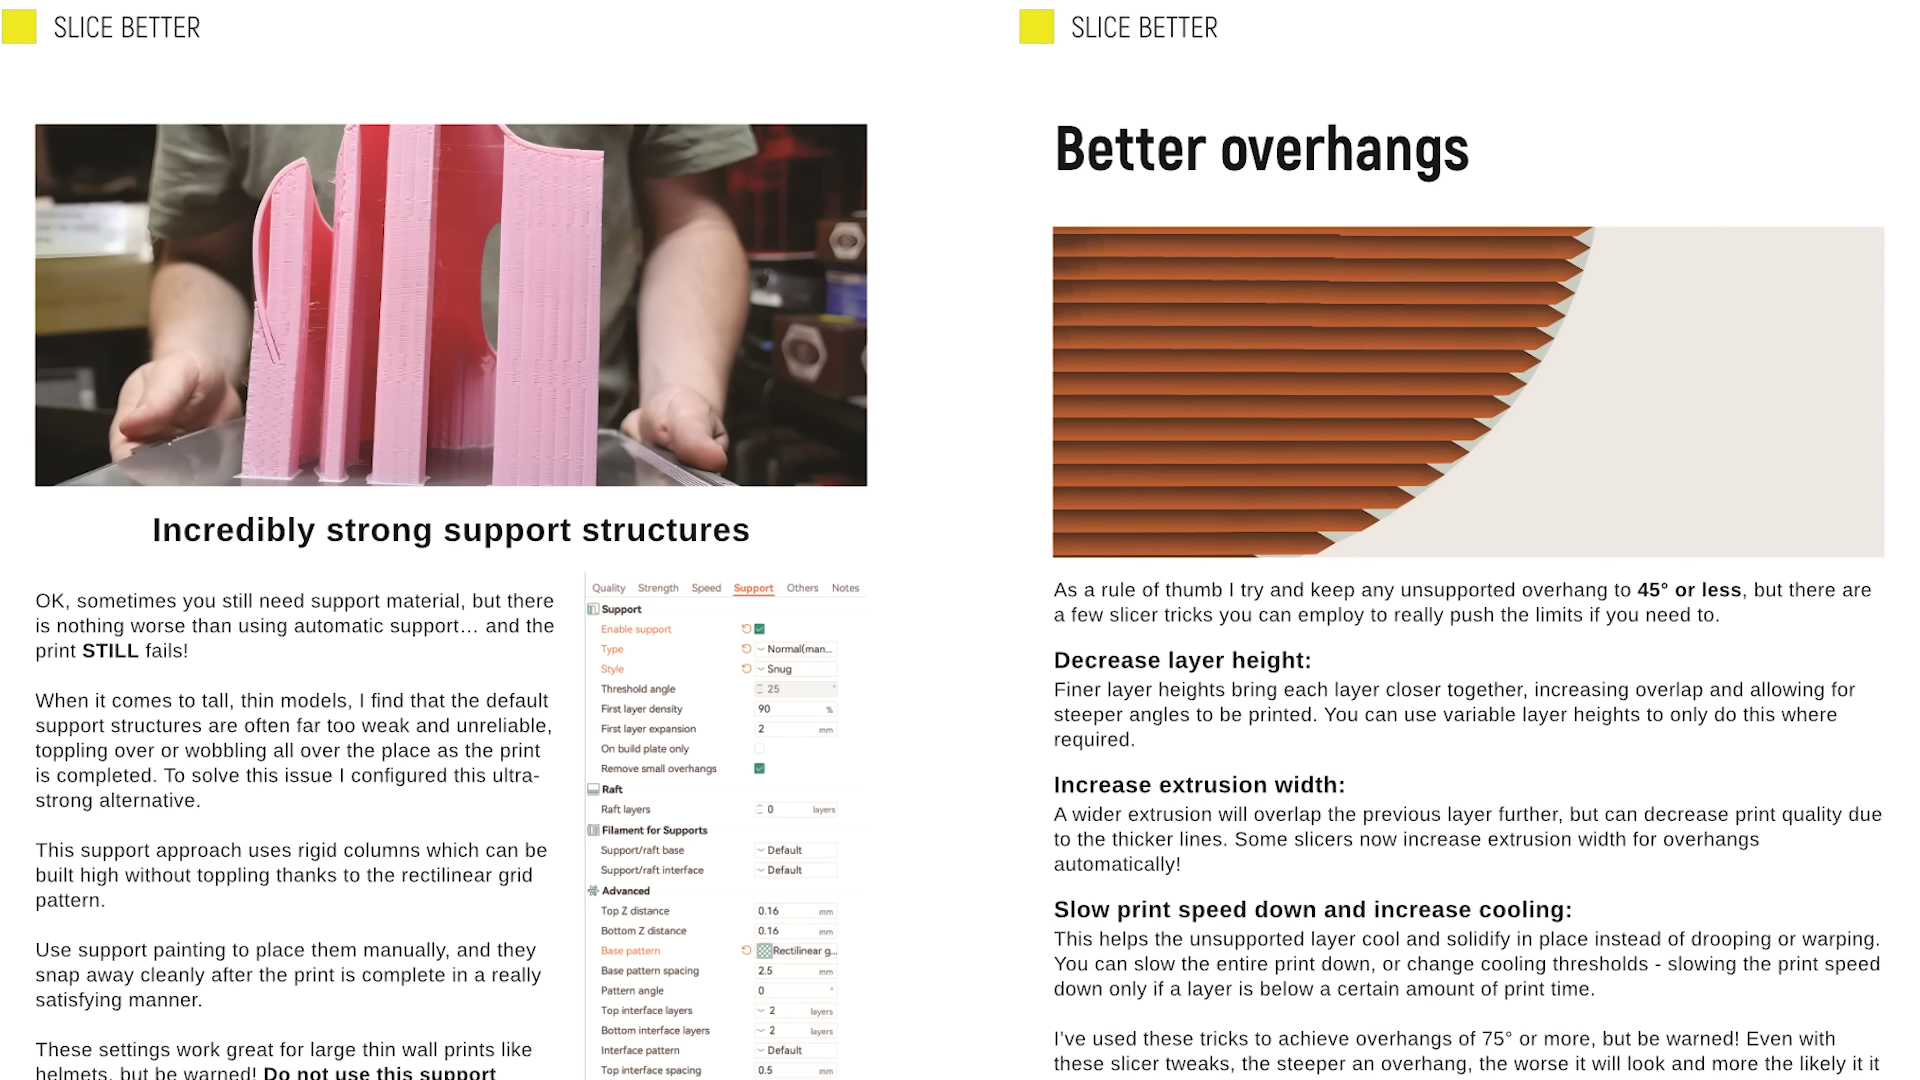 SLICE BETTER
Incredibly strong support structures
OK, sometimes you still need support material, but there
is nothing worse than using automatic support... and the
print STILL fails!
When it comes to tall, thin models, I find that the default
support structures are often far too weak and unreliable,
toppling over or wobbling all over the place as the print
is completed. To solve this issue I configured this ultra-
strong alternative.
This support approach uses rigid columns which can be
built high without toppling thanks to the rectilinear grid
pattern.
Use support painting to place them manually, and they
snap away cleanly after the print is complete in a really
satisfying manner.
These settings work great for large thin wall prints like
helmets, but be warned! Do not use this support
Quality Strength Speed Support Others Notes
Support
Enable support
Type Normal(man...
Style Snug
Threshold angle 25 °
First layer density 90 %
First layer expansion 2 mm
On build plate only
Remove small overhangs
Raft
Raft layers 0 layers
Filament for Supports
Support/raft base Default
Support/raft interface Default
Advanced
Top Z distance 0.16 mm
Bottom Z distance 0.16 mm
Base pattern Rectilinear g...
Base pattern spacing 2.5 mm
Pattern angle 0 °
Top interface layers 2 layers
Bottom interface layers 2 layers
Interface pattern Default
Top interface spacing 0.5 mm
SLICE BETTER
Better overhangs
As a rule of thumb I try and keep any unsupported overhang to 45° or less, but there are
a few slicer tricks you can employ to really push the limits if you need to.
Decrease layer height:
Finer layer heights bring each layer closer together, increasing overlap and allowing for
steeper angles to be printed. You can use variable layer heights to only do this where
required.
Increase extrusion width:
A wider extrusion will overlap the previous layer further, but can decrease print quality due
to the thicker lines. Some slicers now increase extrusion width for overhangs
automatically!
Slow print speed down and increase cooling:
This helps the unsupported layer cool and solidify in place instead of drooping or warping.
You can slow the entire print down, or change cooling thresholds - slowing the print speed
down only if a layer is below a certain amount of print time.
I've used these tricks to achieve overhangs of 75° or more, but be warned! Even with
these slicer tweaks, the steeper an overhang, the worse it will look and more the likely it it